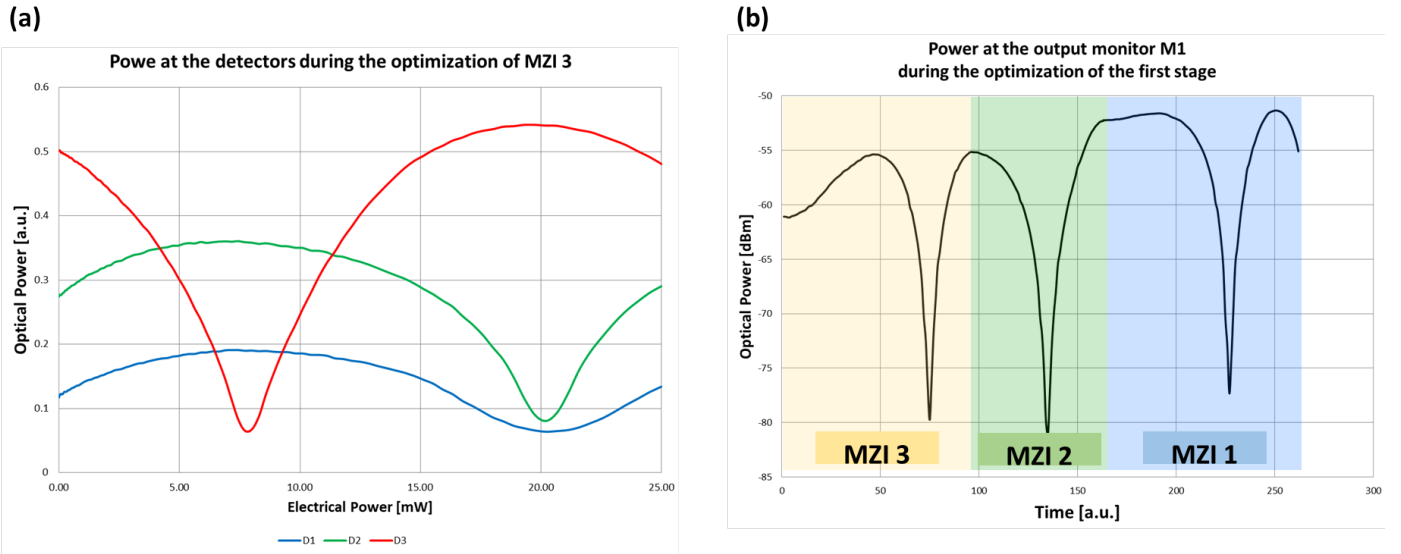 (a)
Powe at the detectors during the optimization of MZI 3
Optical Power [a.u.]
0.6
0.5
0.4
0.3
0.2
0.1
0
0.00 5.00 10.00 15.00 20.00 25.00
Electrical Power [mW]
D1 D2 D3
(b)
Power at the output monitor M1
during the optimization of the first stage
Optical Power [dBm]
-50
-55
-60
-65
-70
-75
-80
-85
MZI 3 MZI 2 MZI 1
0 50 100 150 200 250 300
Time [a.u.]